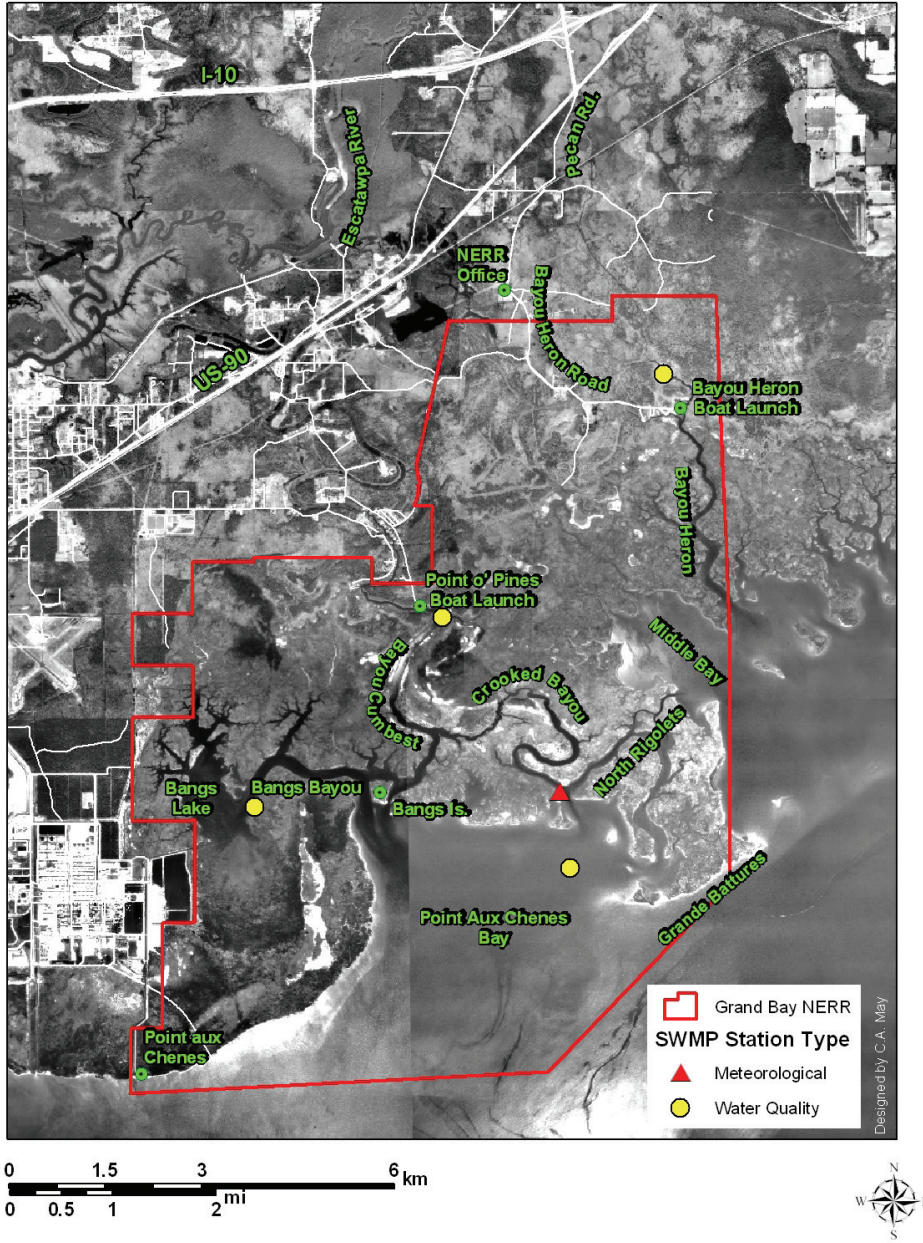 I-10
Escatawpa River
Pecan Rd.
NERR
Office
Bayou Heron Road
US-90
Bayou Heron
Boat Launch
Bayou Heron
Point o' Pines
Boat Launch
Middle Bay
Bayou Cumbest
Crooked Bayou
North Rigolets
Bangs
Lake
Bangs Bayou
Bangs Is.
Grande Battures
Point Aux Chenes
Bay
Point aux
Chenes
Grand Bay NERR
SWMP Station Type
Meteorological
Water Quality
Designed by C.A. May
0 1.5 3 6 km
0 0.5 1 2 mi
N
W
S